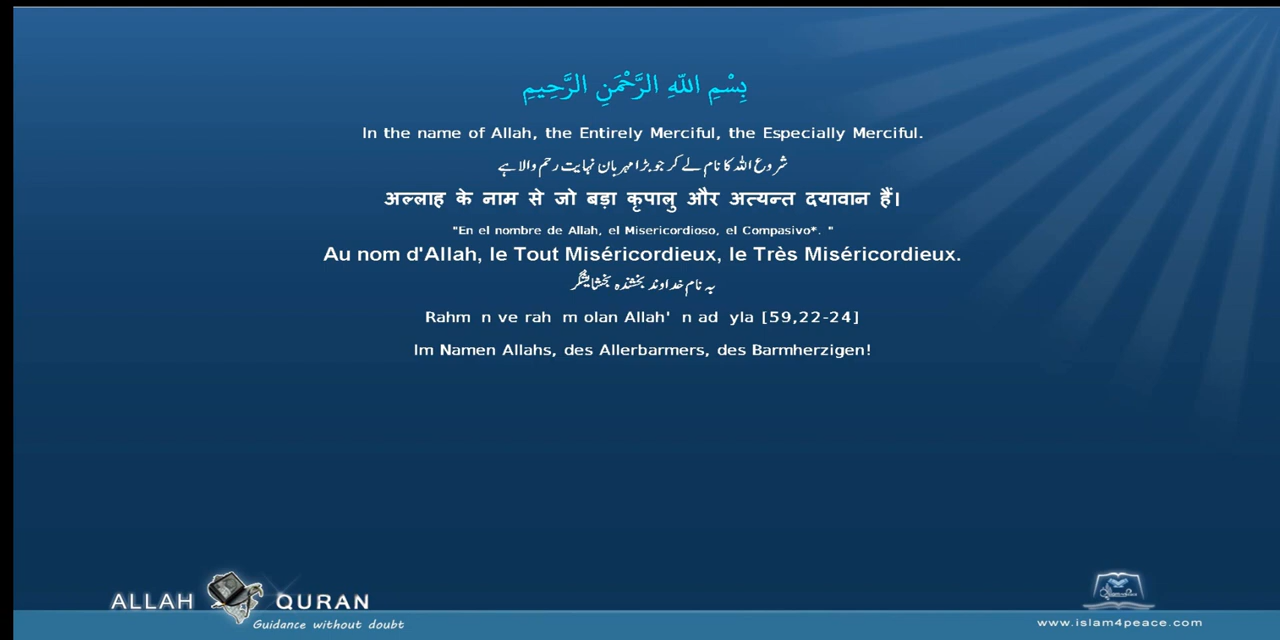 بِسْمِ اللَّهِ الرَّحْمَنِ الرَّحِيمِ
In the name of Allah, the Entirely Merciful, the Especially Merciful.
شروع اللہ کا نام لے کر جو بڑا مہربان نہایت رحم والا ہے
अल्लाह के नाम से जो बड़ा कृपालु और अत्यन्त दयावान हैं।
"En el nombre de Allah, el Misericordioso, el Compasivo*. "
Au nom d'Allah, le Tout Miséricordieux, le Très Miséricordieux.
به نام خداوند بخشنده بخشایشگر
Rahm n ve rah m olan Allah' n ad yla [59,22-24]
Im Namen Allahs, des Allerbarmers, des Barmherzigen!
ALLAH QURAN
Guidance without doubt
www.islam4peace.com